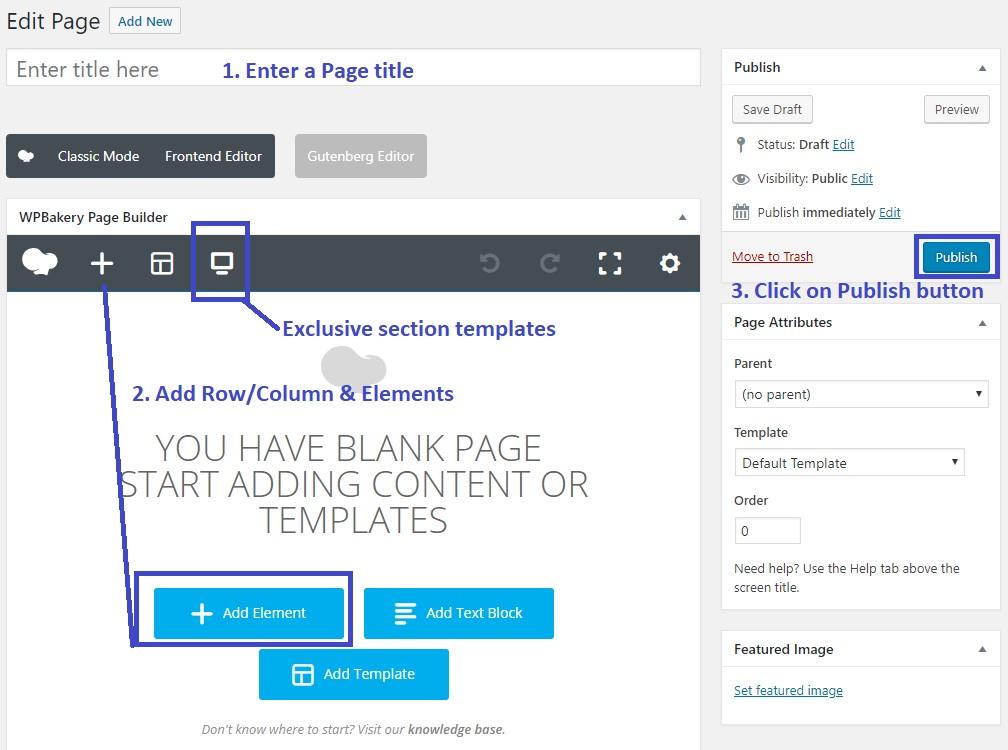 Edit Page
Add New
Enter title here
1. Enter a Page title
Classic Mode
Frontend Editor
Gutenberg Editor
WPBakery Page Builder
Exclusive section templates
2. Add Row/Column & Elements
YOU HAVE BLANK PAGE
START ADDING CONTENT OR
TEMPLATES
Add Element
Add Text Block
Add Template
Don't know where to start? Visit our knowledge base.
Publish
Save Draft
Preview
Status: Draft Edit
Visibility: Public Edit
Publish immediately Edit
Move to Trash
Publish
3. Click on Publish button
Page Attributes
Parent
(no parent)
Template
Default Template
Order
0
Need help? Use the Help tab above the
screen title.
Featured Image
Set featured image